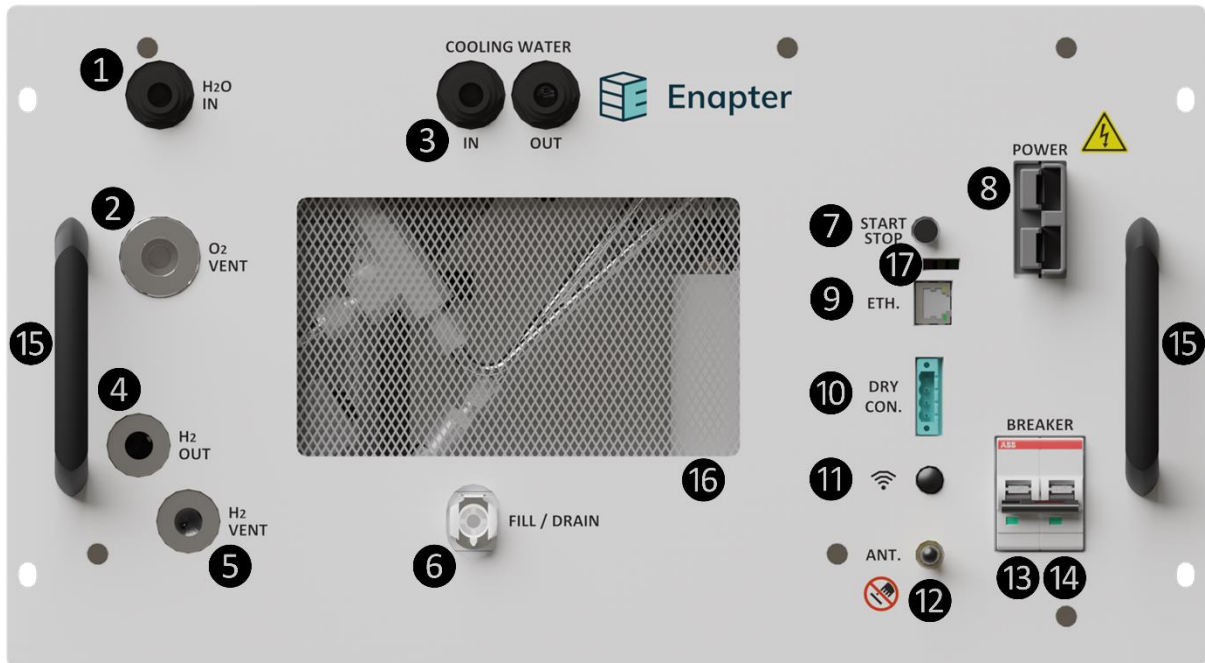 1
H2O
IN
COOLING WATER
3
IN
OUT
Enapter
POWER
8
2
O2
VENT
7
START
STOP
17
9
ETH.
15
15
4
H2
OUT
10
DRY
CON.
BREAKER
ABB
16
11
H2
VENT
5
FILL / DRAIN
6
ANT.
12
13
14